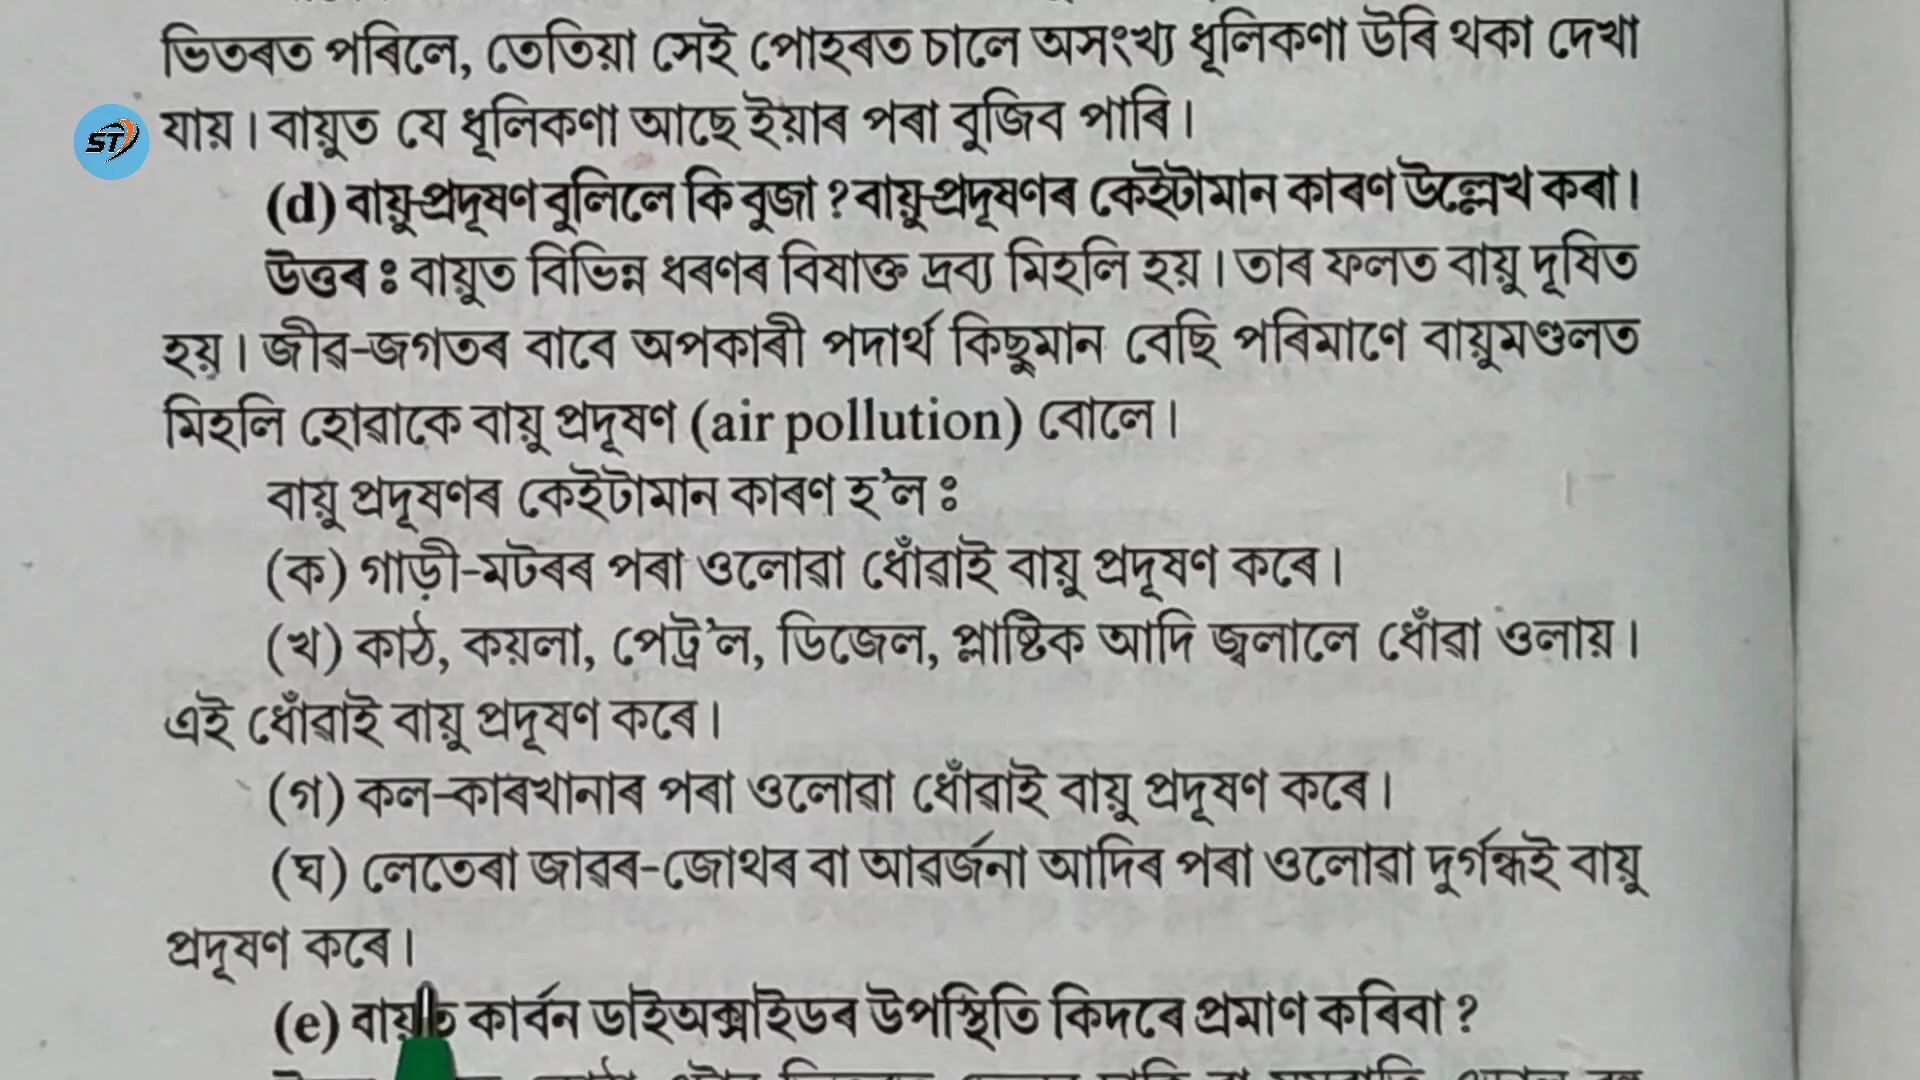 ভিতৰত পৰিলে, তেতিয়া সেই পোহৰত চালে অসংখ্য ধূলিকণা উৰি থকা দেখা
ST
যায়। বায়ুত যে ধূলিকণা আছে ইয়াৰ পৰা বুজিব পাৰি।
(d) বায়ু-প্ৰদূষণ বুলিলে কি বুজা ? বায়ু-প্ৰদূষণৰ কেইটামান কাৰণ উল্লেখ কৰা।
উত্তৰ ঃ বায়ুত বিভিন্ন ধৰণৰ বিষাক্ত দ্ৰব্য মিহলি হয়। তাৰ ফলত বায়ু দূষিত
হয়। জীৱ-জগতৰ বাবে অপকাৰী পদাৰ্থ কিছুমান বেছি পৰিমাণে বায়ুমণ্ডলত
মিহলি হোৱাকে বায়ু প্ৰদূষণ (air pollution) বোলে।
বায়ু প্ৰদূষণৰ কেইটামান কাৰণ হ’ল ঃ
(ক) গাড়ী-মটৰৰ পৰা ওলোৱা ধোঁৱাই বায়ু প্ৰদূষণ কৰে।
(খ) কাঠ, কয়লা, পেট্ৰ’ল, ডিজেল, প্লাষ্টিক আদি জ্বলালে ধোঁৱা ওলায়।
এই ধোঁৱাই বায়ু প্ৰদূষণ কৰে।
(গ) কল-কাৰখানাৰ পৰা ওলোৱা ধোঁৱাই বায়ু প্ৰদূষণ কৰে।
(ঘ) লেতেৰা জাৱৰ-জোথৰ বা আৱৰ্জনা আদিৰ পৰা ওলোৱা দুৰ্গন্ধই বায়ু
প্ৰদূষণ কৰে।
(e) বায়ুত কাৰ্বন ডাইঅক্সাইডৰ উপস্থিতি কিদৰে প্ৰমাণ কৰিবা ?